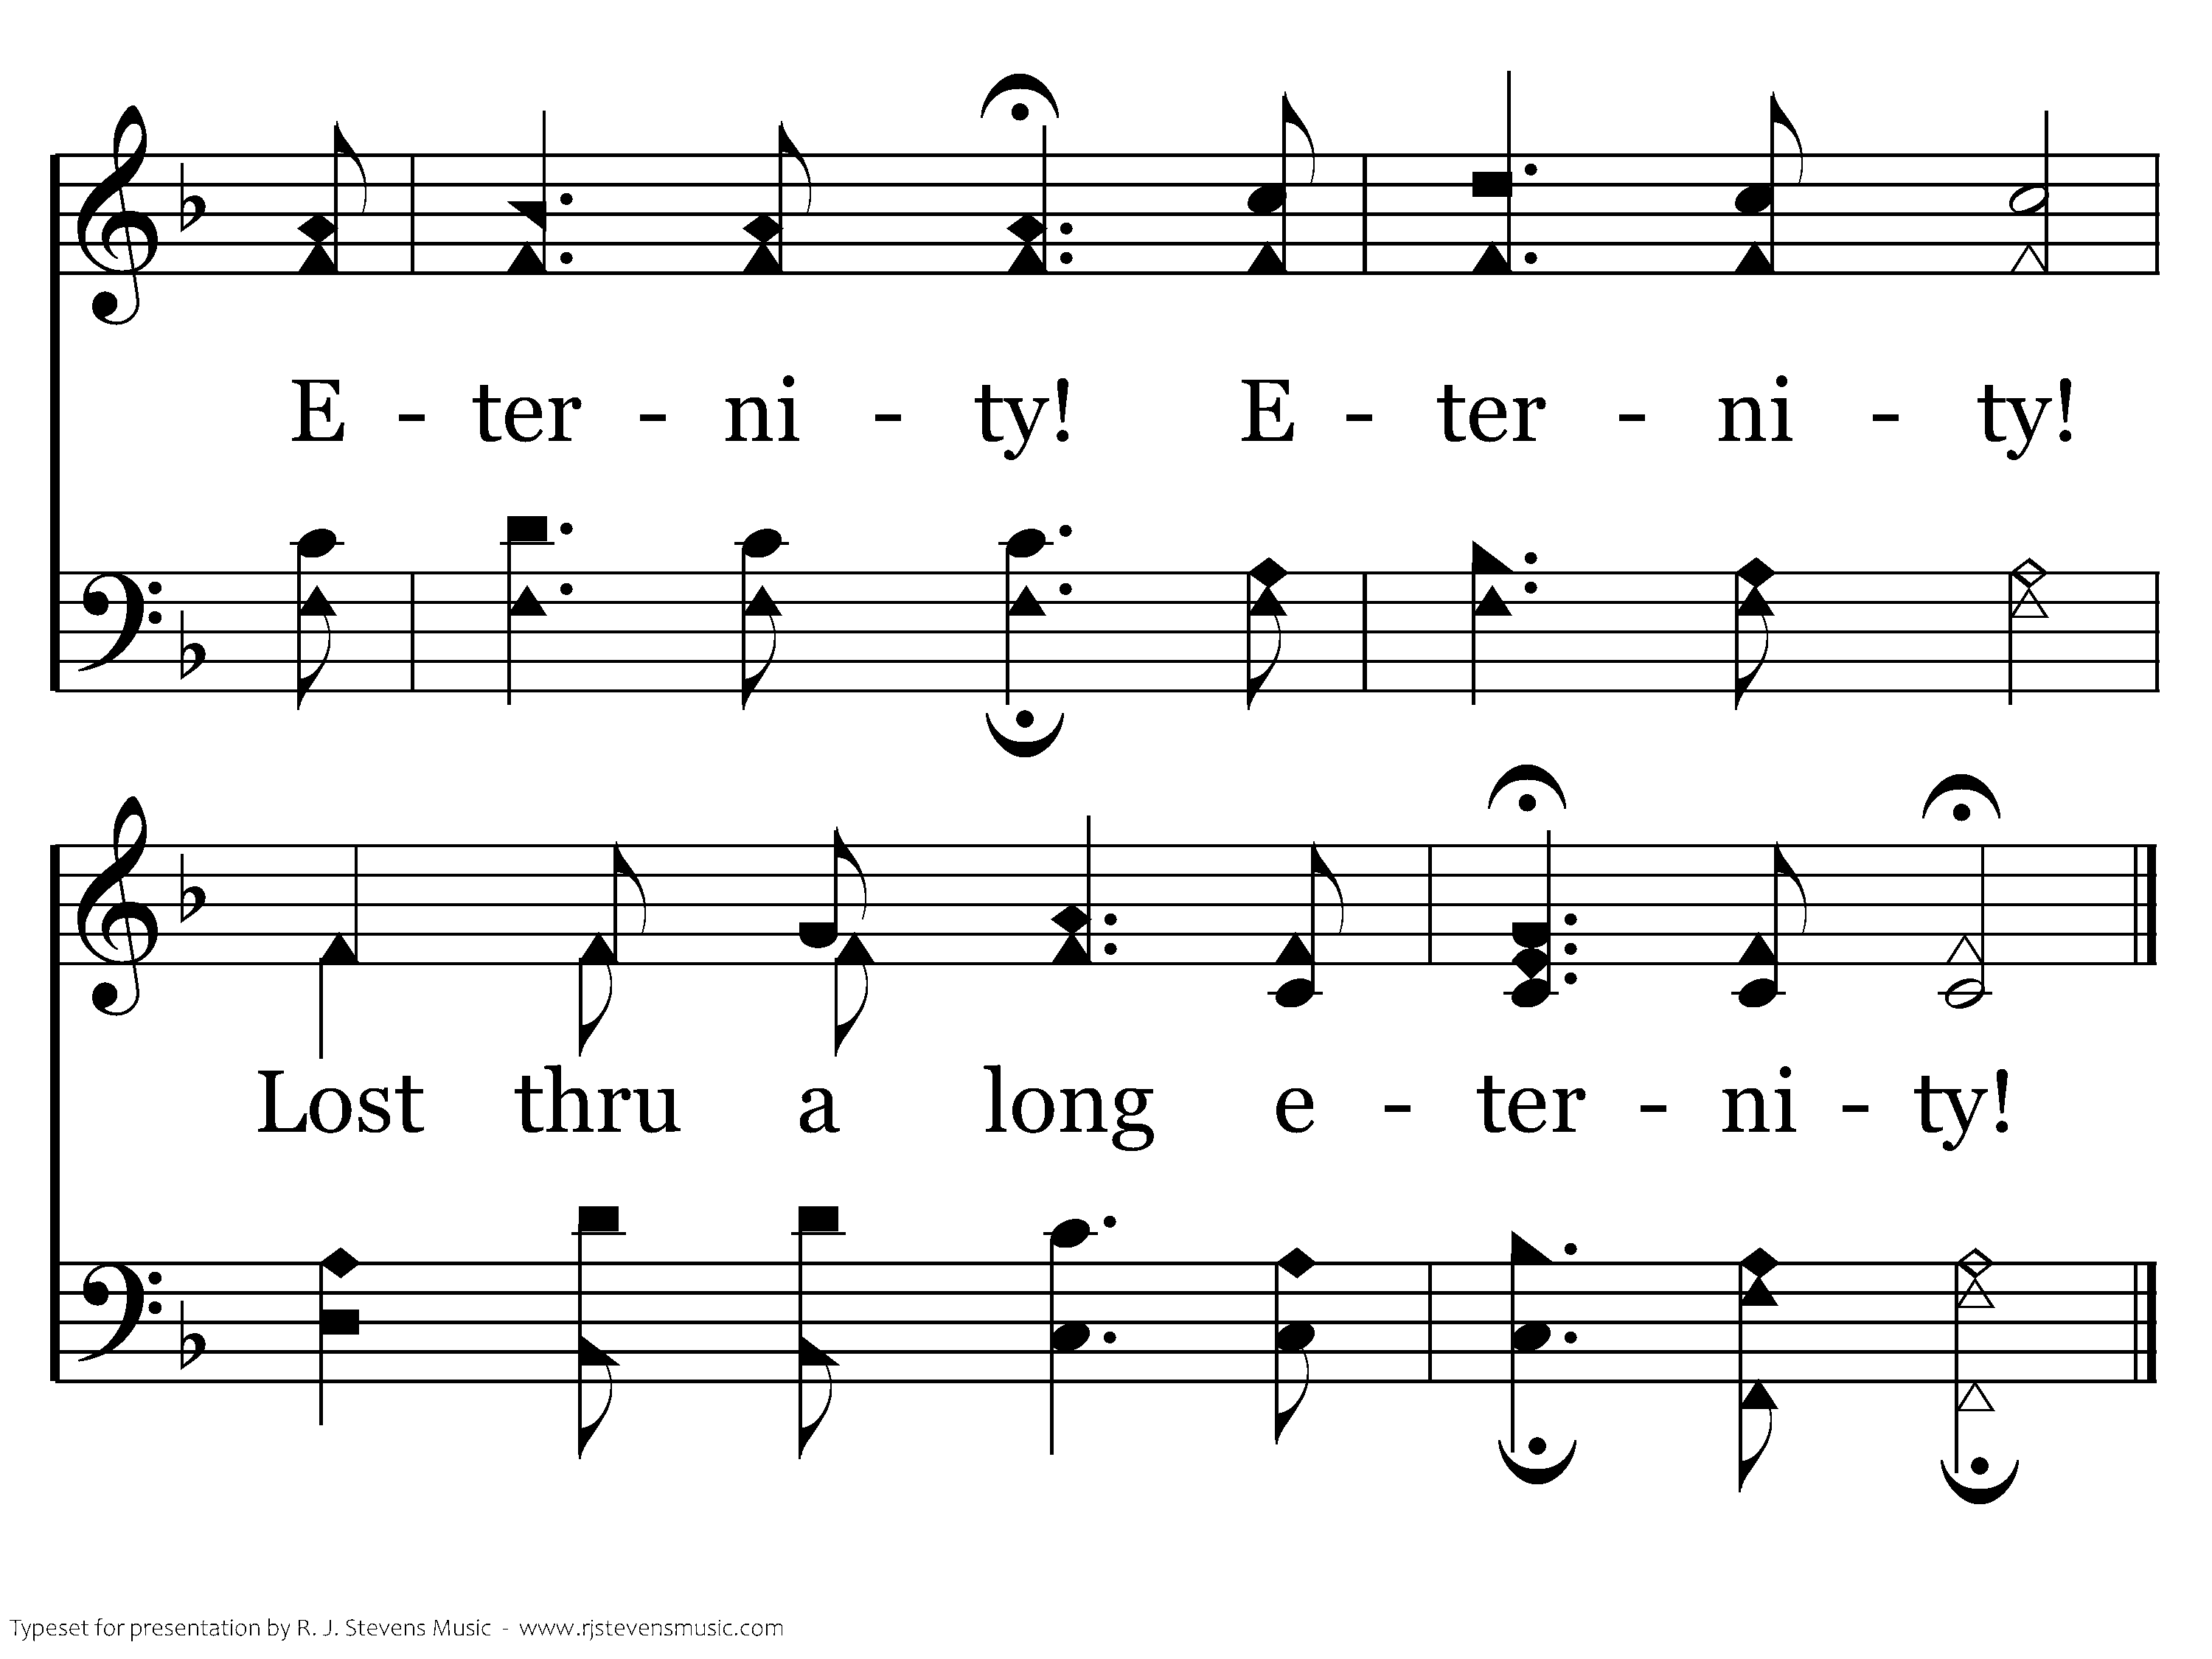 E - ter - ni - ty! E - ter - ni - ty!
Lost thru a long e - ter - ni - ty!
Typeset for presentation by R. J. Stevens Music - www.rjstevensmusic.com